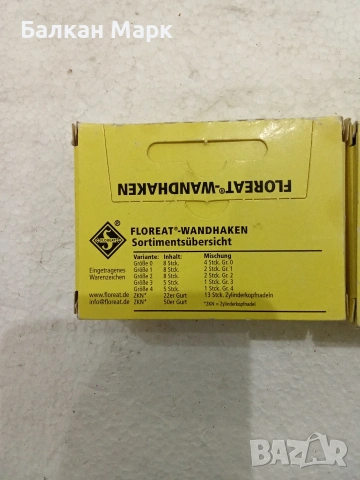 Балкан Марк
FLOREAT®-WANDHAKEN
FLOREAT®-WANDHAKEN
Sortimentsübersicht
Variante: Inhalt: Mischung
Größe 0 8 Stck. 4 Stck. Gr. 0
Größe 1 8 Stck. 2 Stck. Gr. 1
Größe 2 8 Stck. 2 Stck. Gr. 2
Größe 3 5 Stck. 1 Stck. Gr. 3
Größe 4 5 Stck. 1 Stck. Gr. 4
ZKN* 22er Gurt 13 Stck. Zylinderkopfnadeln
ZKN* 50er Gurt *ZKN = Zylinderkopfnadel
Eingetragenes
Warenzeichen
www.floreat.de
info@floreat.de
BAZAR